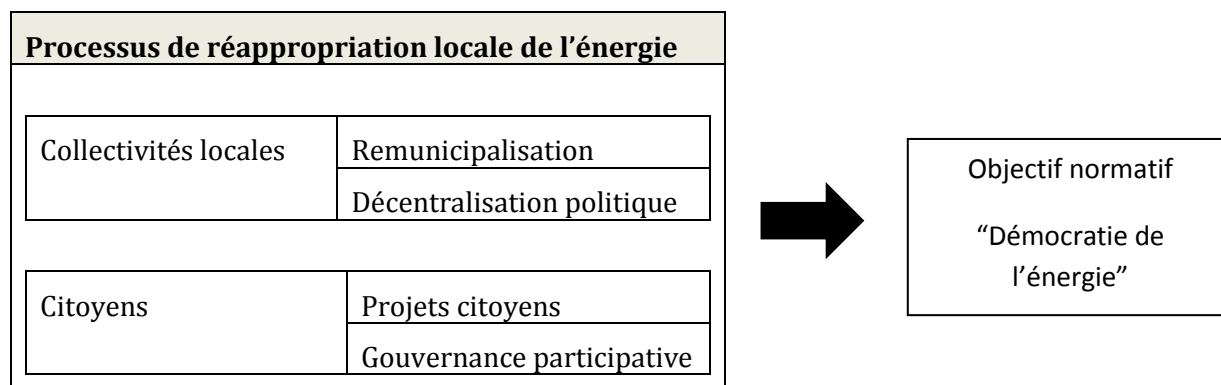 Processus de réappropriation locale de l’énergie
Collectivités locales
Remunicipalisation
Décentralisation politique
Citoyens
Projets citoyens
Gouvernance participative
Objectif normatif
“Démocratie de
l’énergie”